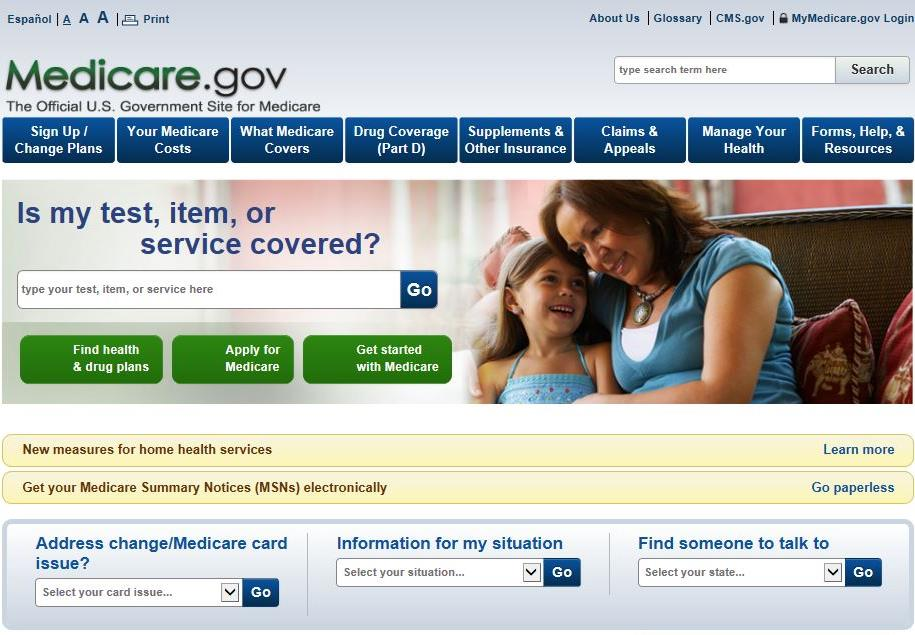 Español A A A Print
About Us Glossary CMS.gov MyMedicare.gov Login
Medicare.gov
The Official U.S. Government Site for Medicare
type search term here Search
Sign Up / Change Plans
Your Medicare Costs
What Medicare Covers
Drug Coverage (Part D)
Supplements & Other Insurance
Claims & Appeals
Manage Your Health
Forms, Help, & Resources
Is my test, item, or
service covered?
type your test, item, or service here Go
Find health
& drug plans
Apply for
Medicare
Get started
with Medicare
New measures for home health services Learn more
Get your Medicare Summary Notices (MSNs) electronically Go paperless
Address change/Medicare card
issue?
Select your card issue... Go
Information for my situation
Select your situation... Go
Find someone to talk to
Select your state... Go